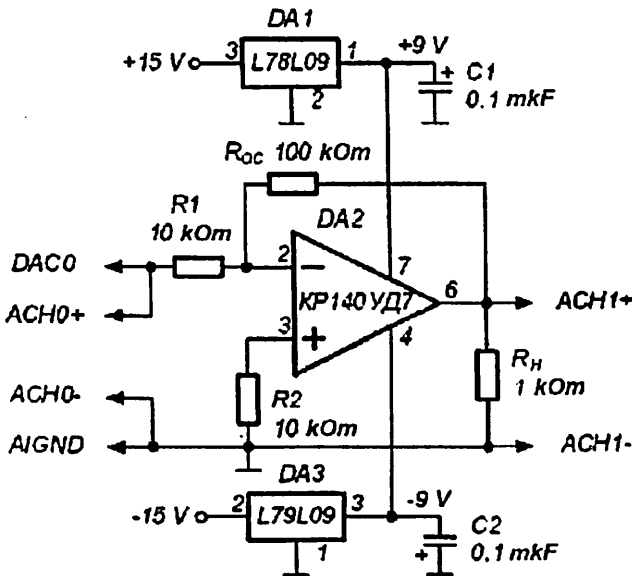 DA1
+15 V
3
L78L09
1
+9 V
2
+
C1
0.1 mkF
Roc 100 kOm
R1
10 kOm
DA2
DAC0
2
−
7
КР140УД7
6
ACH1+
ACH0+
3
+
4
RH
1 kOm
ACH0-
R2
10 kOm
AIGND
ACH1-
DA3
-15 V
2
L79L09
3
-9 V
1
+
C2
0,1 mkF